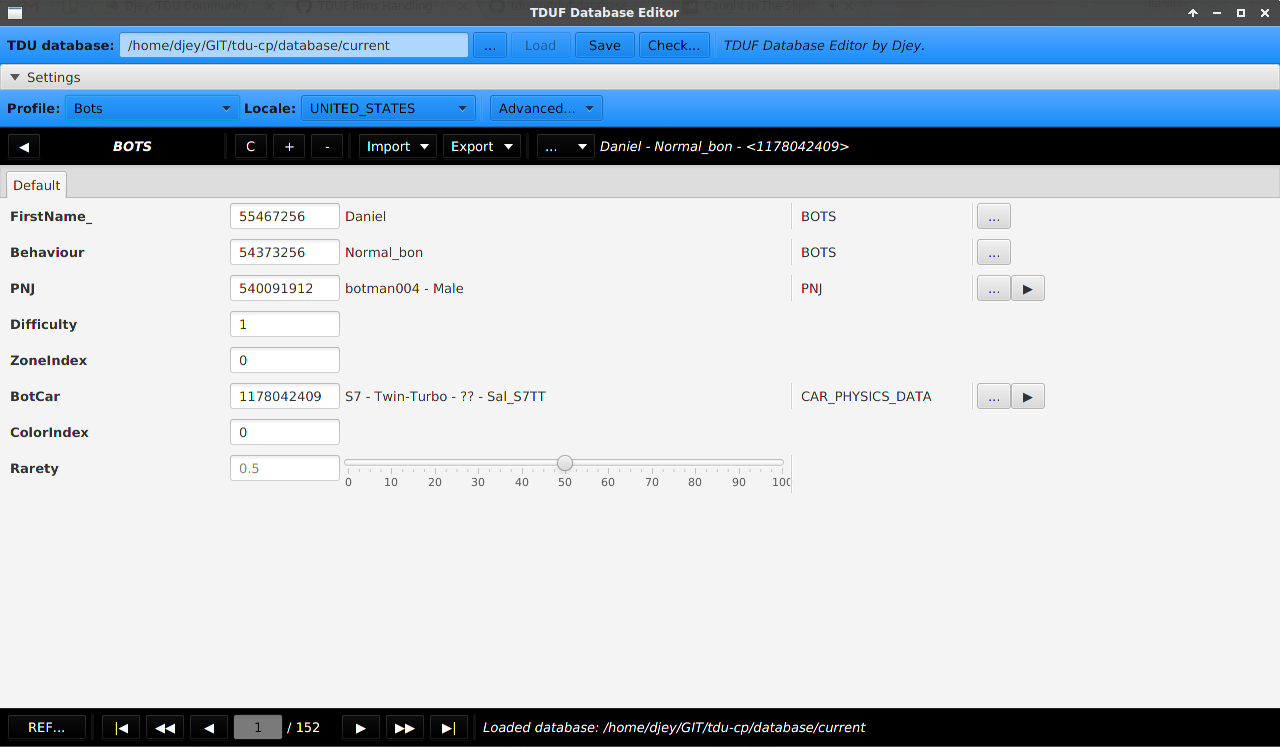 TDUF Database Editor
TDU database: /home/djey/GIT/tdu-cp/database/current ... Load Save Check... TDUF Database Editor by Djey.
Settings
Profile: Bots Locale: UNITED_STATES Advanced...
BOTS C + - Import Export ... Daniel - Normal_bon - <1178042409>
Default
FirstName_ 55467256 Daniel BOTS ...
Behaviour 54373256 Normal_bon BOTS ...
PNJ 540091912 botman004 - Male PNJ ...
Difficulty 1
ZoneIndex 0
BotCar 1178042409 S7 - Twin-Turbo - ?? - Sal_S7TT CAR_PHYSICS_DATA ...
ColorIndex 0
Rarety 0.5
0 10 20 30 40 50 60 70 80 90 100
REF... 1 / 152 Loaded database: /home/djey/GIT/tdu-cp/database/current